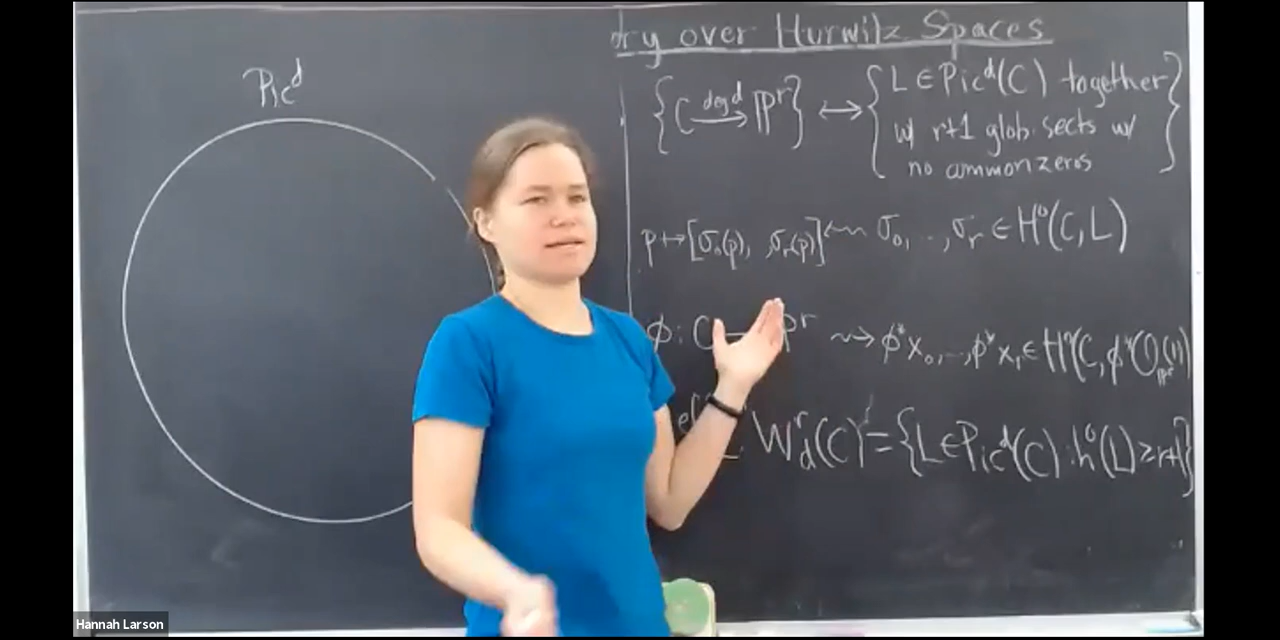 Pic^d
ry over Hurwitz Spaces
{C \xrightarrow{deg d} ℙ^r} ↔ {L ∈ Pic^d(C) together
w/ r+1 glob. sects w/
no common zeros}
p ↦ [σ_0(p), σ_r(p)] ⇜ σ_0, .., σ_r ∈ H^0(C, L)
φ: C → ℙ^r ⇝ φ^*x_0, .., φ^*x_r ∈ H^0(C, φ^*O_{ℙ^r}(1))
W^r_d(C) = {L ∈ Pic^d(C) : h^0(L) ≥ r+1}
Hannah Larson